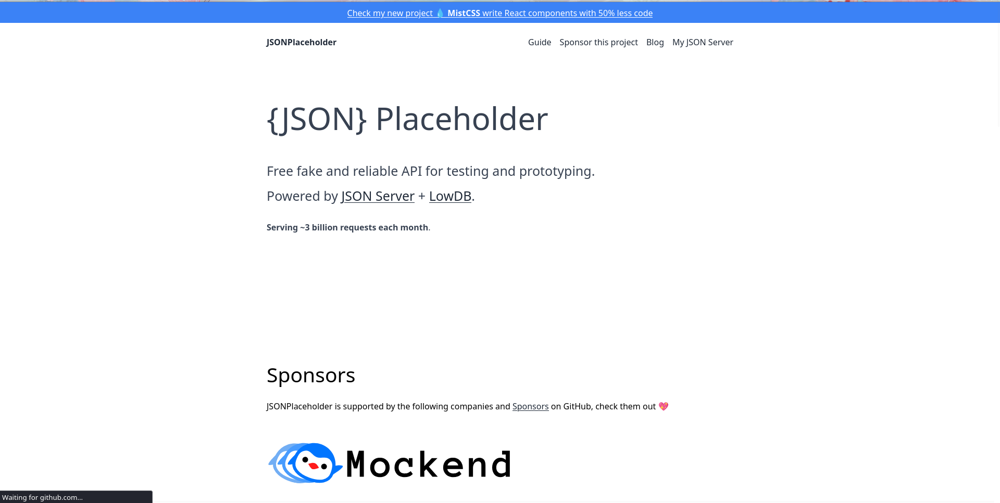 Check my new project 💧 MistCSS write React components with 50% less code
JSONPlaceholder
Guide Sponsor this project Blog My JSON Server
{JSON} Placeholder
Free fake and reliable API for testing and prototyping.
Powered by JSON Server + LowDB.
Serving ~3 billion requests each month.
Sponsors
JSONPlaceholder is supported by the following companies and Sponsors on GitHub, check them out 💖
Mockend
Waiting for github.com...